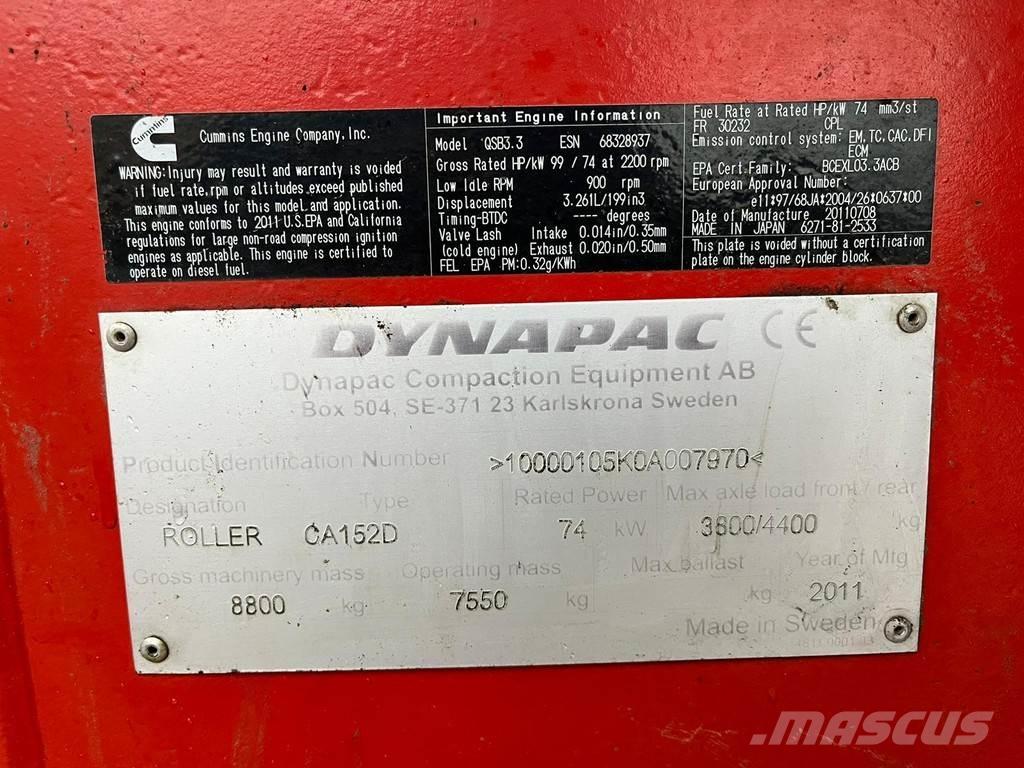 Cummins
Cummins Engine Company, Inc.
WARNING: Injury may result and warranty is voided
if fuel rate, rpm or altitudes exceed published
maximum values for this model and application.
This engine conforms to 2011 U.S.EPA and California
regulations for large non-road compression ignition
engines as applicable. This engine is certified to
operate on diesel fuel.
Important Engine Information
Model QSB3.3 ESN 68328937
Gross Rated HP/kW 99 / 74 at 2200 rpm
Low Idle RPM 900 rpm
Displacement 3.261L/199in3
Timing-BTDC ---- degrees
Valve Lash Intake 0.014in/0.35mm
(cold engine) Exhaust 0.020in/0.50mm
FEL EPA PM:0.32g/KWh
Fuel Rate at Rated HP/kW 74 mm3/st
FR 30232 CPL
Emission control system: EM,TC,CAC,DFI
ECM
EPA Cert.Family: BCEXL03.3ACB
European Approval Number:
e11*97/68JA*2004/26*0637*00
Date of Manufacture 20110708
MADE IN JAPAN 6271-81-2533
This plate is voided without a certification
plate on the engine cylinder block.
DYNAPAC CE
Dynapac Compaction Equipment AB
Box 504, SE-371 23 Karlskrona Sweden
Product Identification Number >10000105K0A007970<
Designation Type Rated Power Max axle load front / rear
ROLLER CA152D 74 kW 3800/4400 kg
Gross machinery mass Operating mass Max ballast Year of Mfg
8800 kg 7550 kg kg 2011
Made in Sweden
MASCUS